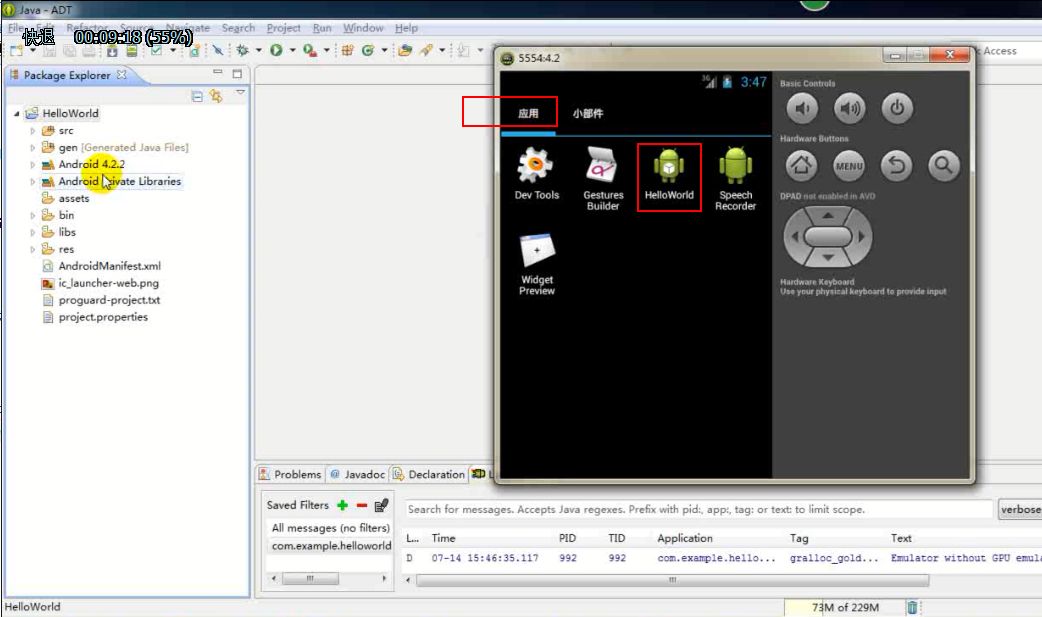 Java - ADT
File Edit Refactor Source Navigate Search Project Run Window Help
快退 00:09:18 (55%)
Access
Package Explorer
HelloWorld
src
gen [Generated Java Files]
Android 4.2.2
Android Private Libraries
assets
bin
libs
res
AndroidManifest.xml
ic_launcher-web.png
proguard-project.txt
project.properties
5554:4.2
3G 3:47
应用 小部件
Dev Tools
Gestures
Builder
HelloWorld
Speech
Recorder
Widget
Preview
Basic Controls
Hardware Buttons
MENU
DPAD not enabled in AVD
Hardware Keyboard
Use your physical keyboard to provide input
Problems @ Javadoc Declaration L
Saved Filters
All messages (no filters)
com.example.helloworld
Search for messages. Accepts Java regexes. Prefix with pid:, app:, tag: or text: to limit scope.
verbose
L... Time PID TID Application Tag Text
D 07-14 15:46:35.117 992 992 com.example.hello... gralloc_gold... Emulator without GPU emula
HelloWorld
73M of 229M